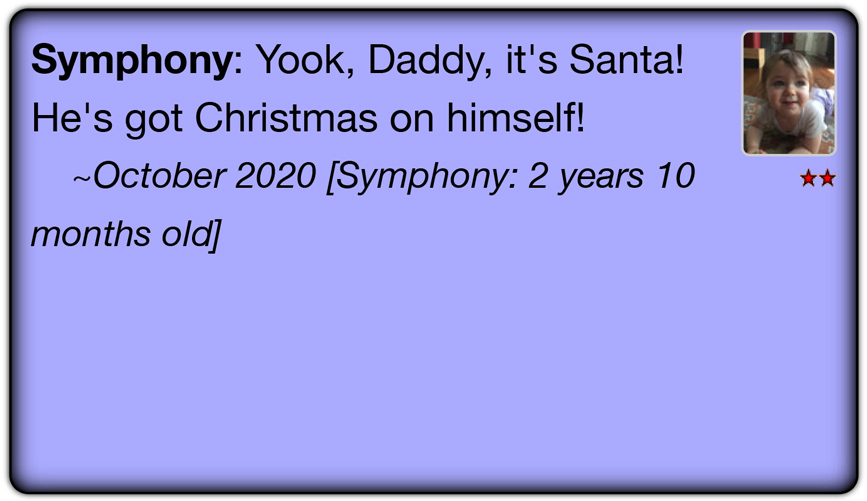 Symphony: Yook, Daddy, it's Santa!
He's got Christmas on himself!
~October 2020 [Symphony: 2 years 10
months old]